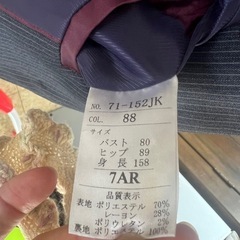 NO. 71-152JK
COL. 88
サイズ
バスト 80
ヒップ 89
身長 158
7AR
品質表示
表地 ポリエステル 70%
レーヨン 28%
ポリウレタン 2%
裏地 ポリエステル 100%